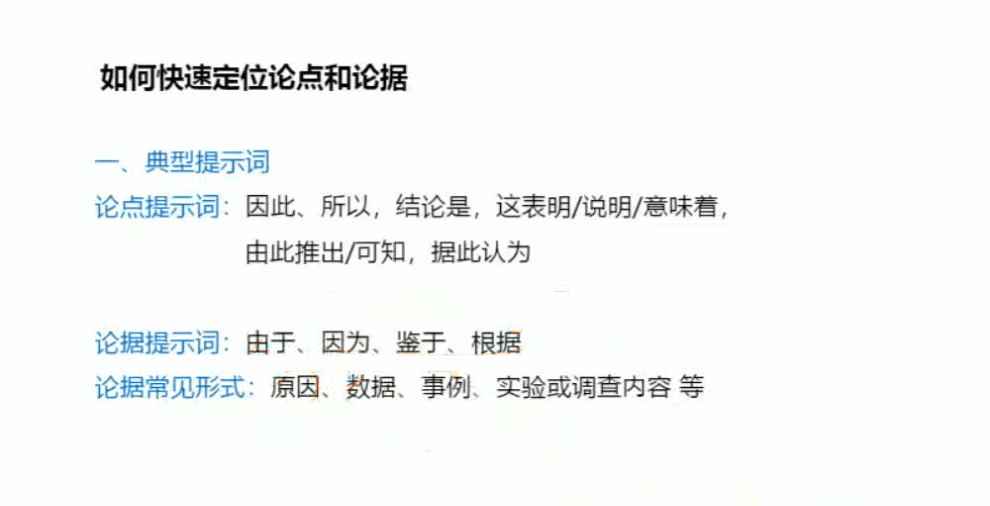 如何快速定位论点和论据
一、典型提示词
论点提示词：因此、所以，结论是，这表明/说明/意味着，
由此推出/可知，据此认为
论据提示词：由于、因为、鉴于、根据
论据常见形式：原因、数据、事例、实验或调查内容 等